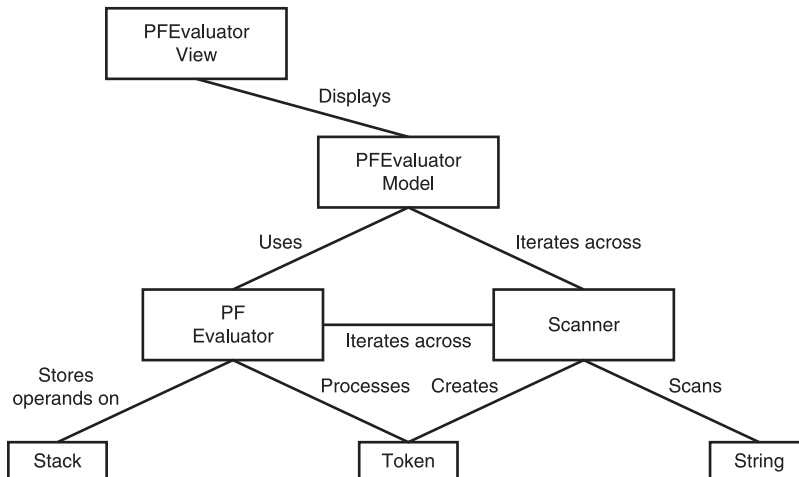 PFEvaluator
View
Displays
PFEvaluator
Model
Uses
Iterates across
PF
Evaluator
Iterates across
Scanner
Stores
operands on
Processes
Creates
Scans
Stack
Token
String